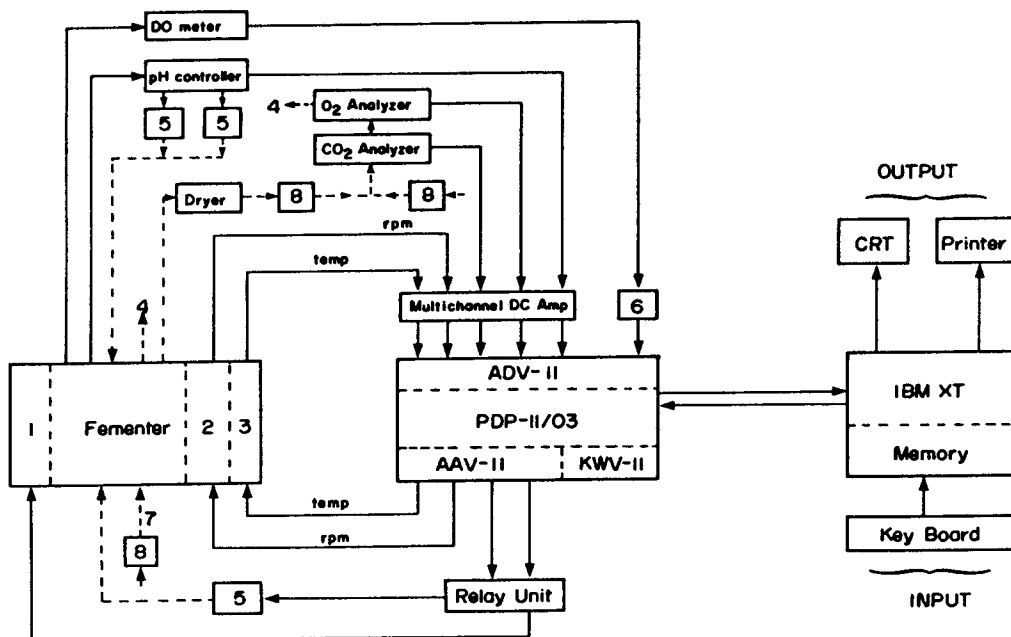 DO meter
pH controller
5
5
4
O2 Analyzer
CO2 Analyzer
Dryer
8
8
rpm
temp
OUTPUT
CRT
Printer
Multichannel DC Amp
6
4
1
Fementer
2
3
ADV-11
PDP-11/03
AAV-11
KWV-11
IBM XT
Memory
temp
rpm
7
8
5
Relay Unit
Key Board
INPUT